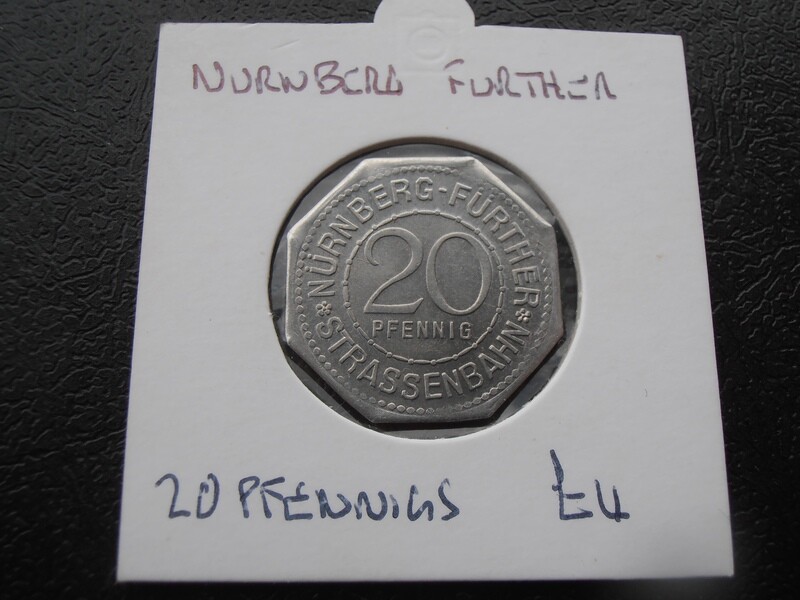 NURNBERG FURTHER
NÜRNBERG-FÜRTHER
20
PFENNIG
STRASSENBAHN
20 PFENNIGS £4